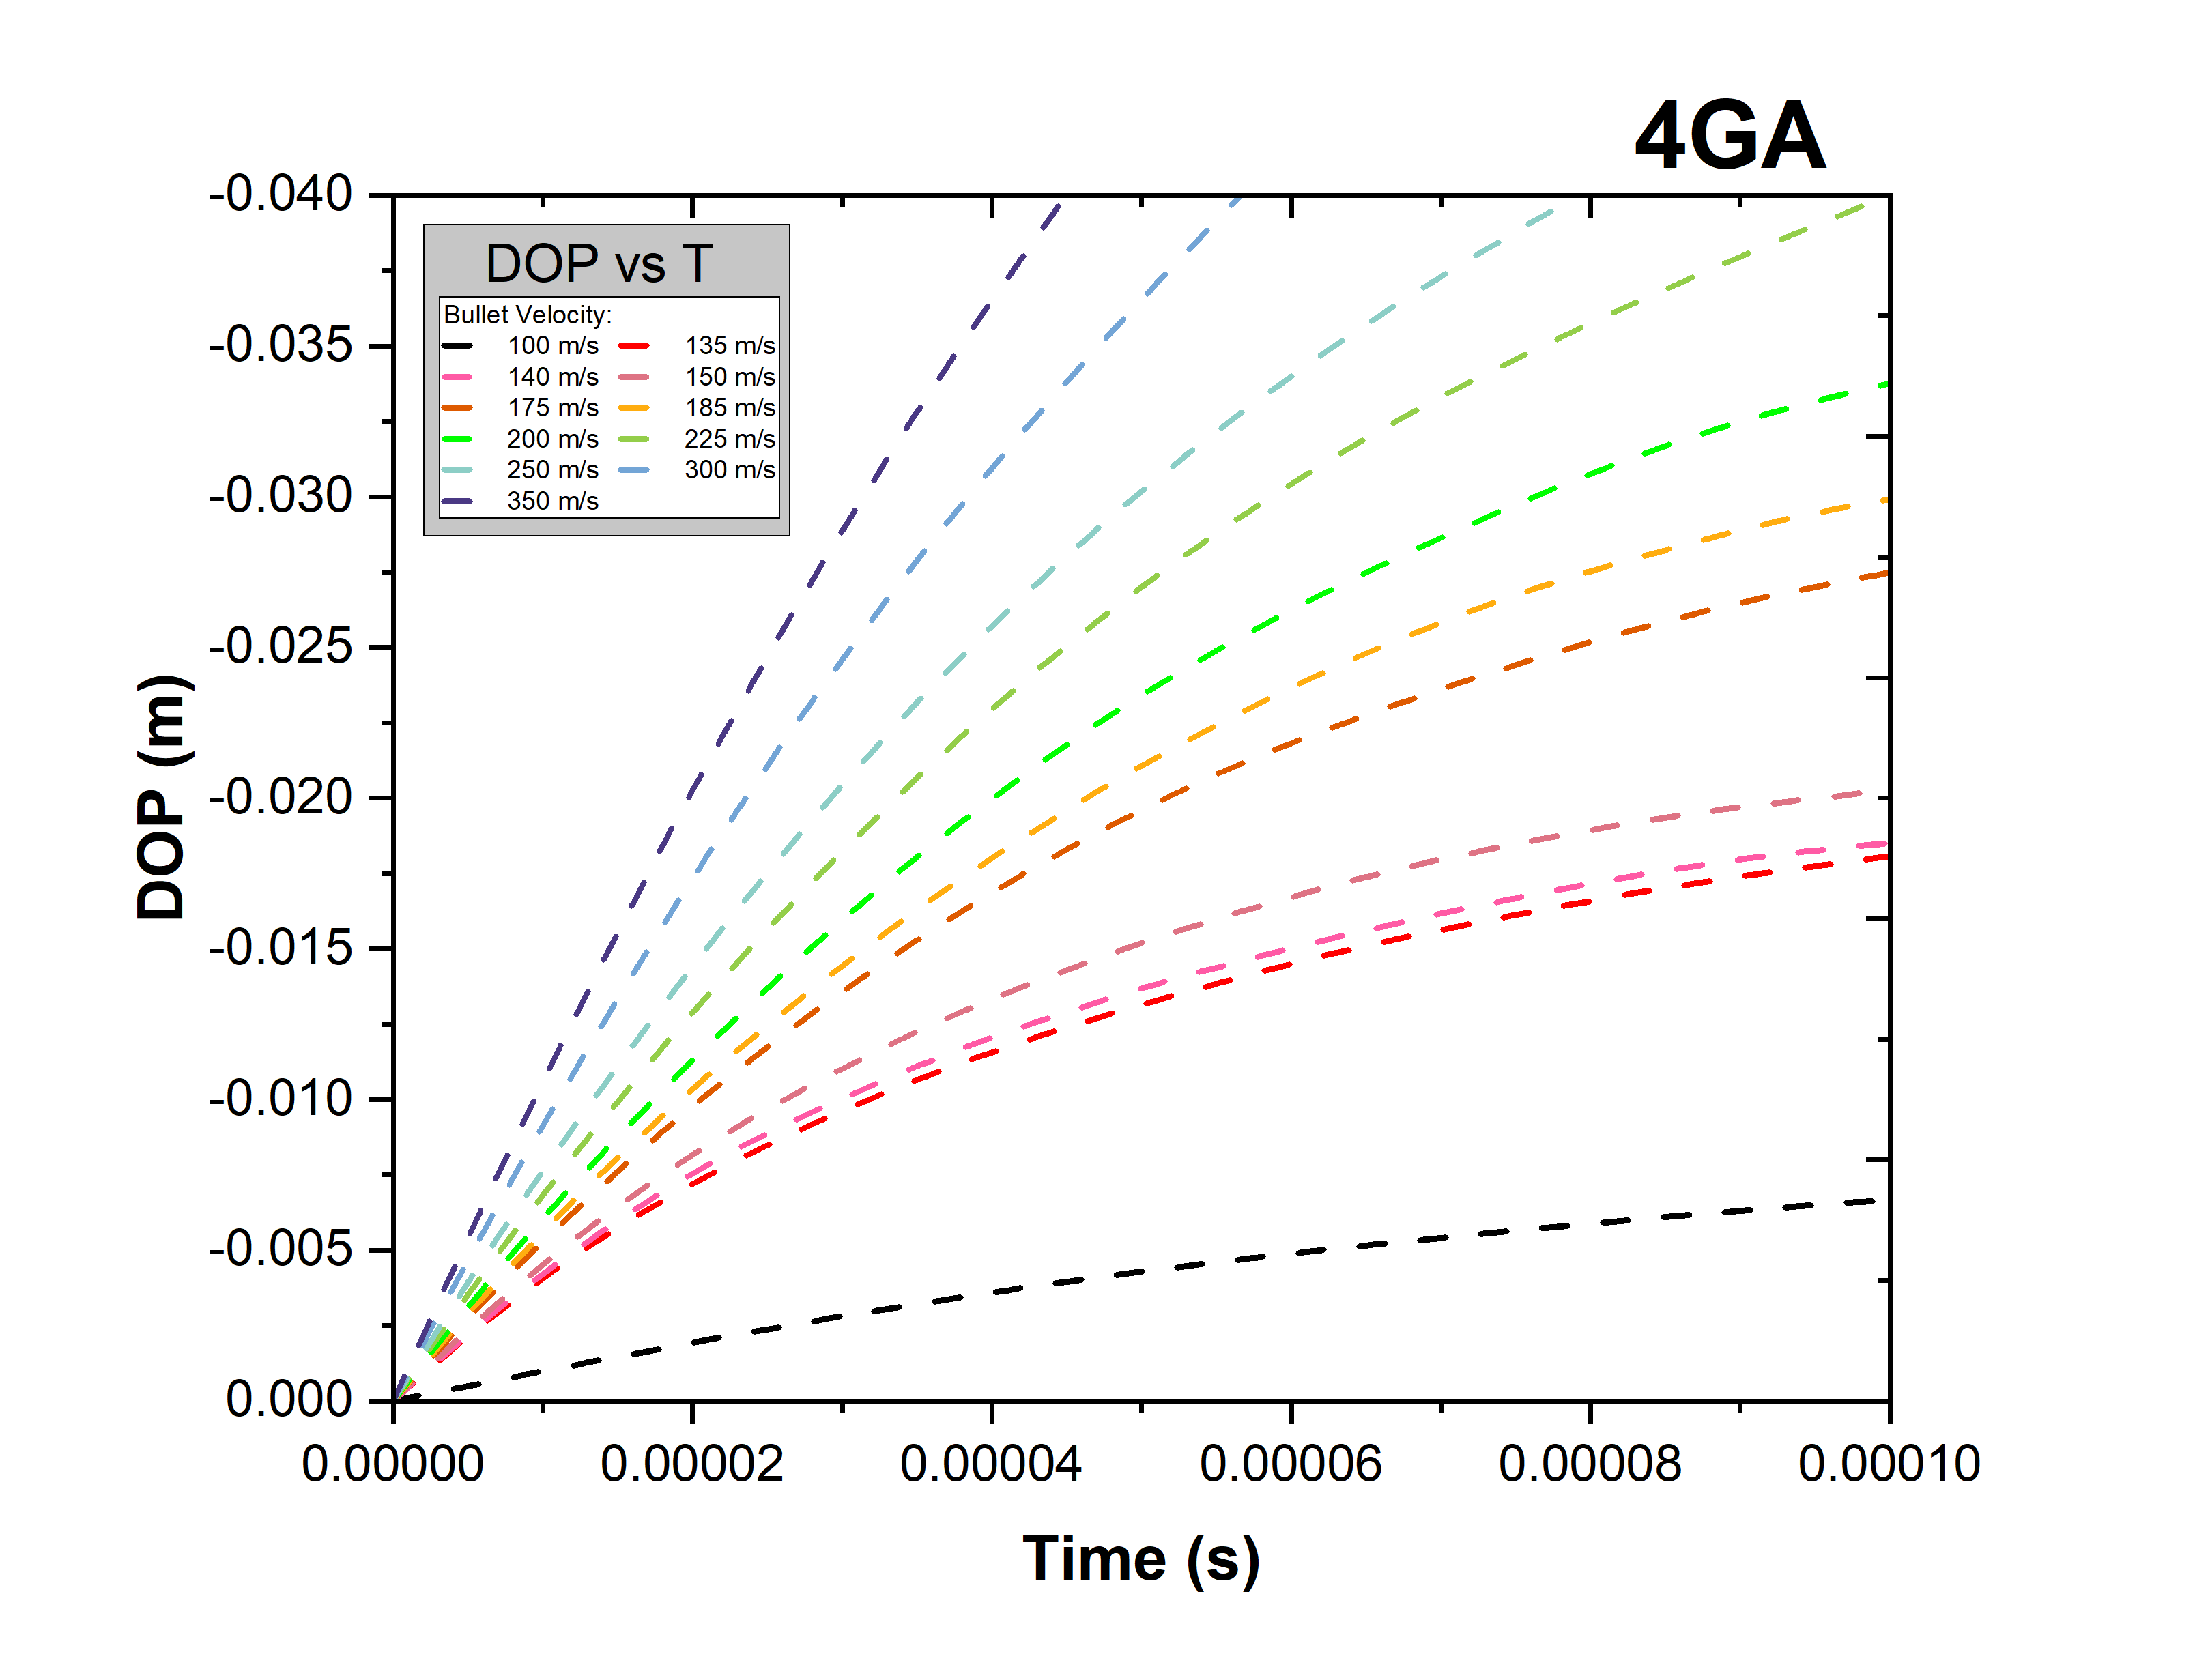 4GA
-0.040
-0.035
-0.030
-0.025
-0.020
-0.015
-0.010
-0.005
0.000
DOP (m)
DOP vs T
Bullet Velocity:
100 m/s 135 m/s
140 m/s 150 m/s
175 m/s 185 m/s
200 m/s 225 m/s
250 m/s 300 m/s
350 m/s
0.00000 0.00002 0.00004 0.00006 0.00008 0.00010
Time (s)